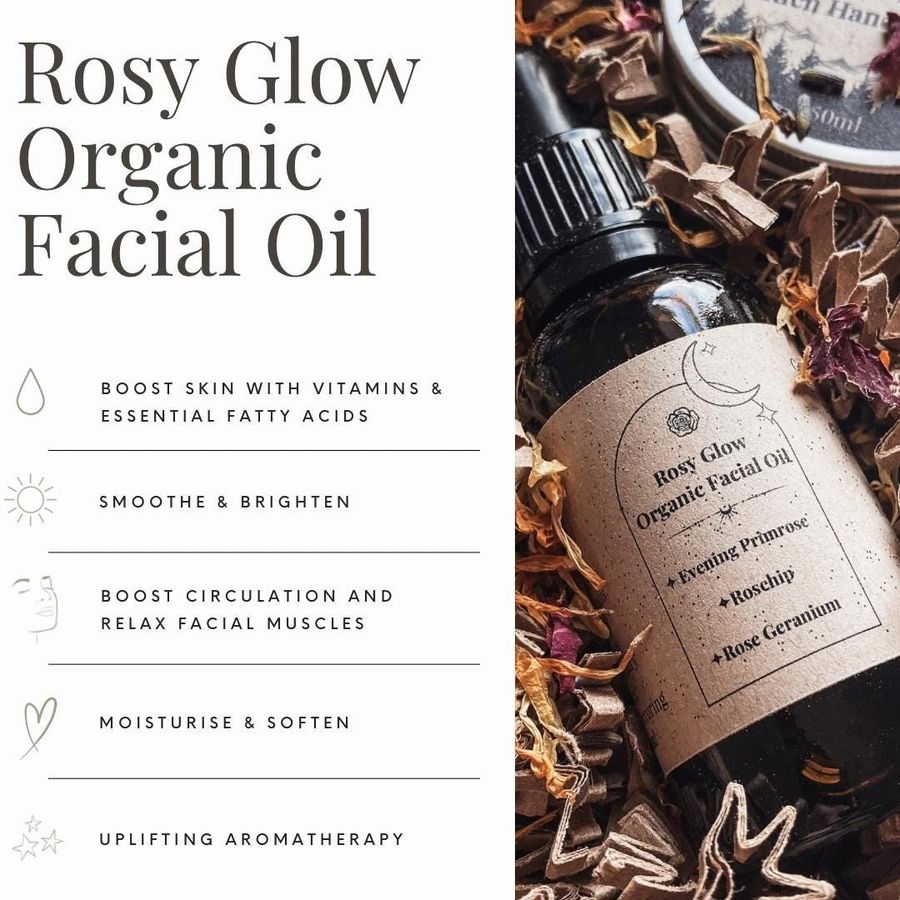 Rosy Glow
Organic
Facial Oil
BOOST SKIN WITH VITAMINS &
ESSENTIAL FATTY ACIDS
SMOOTHE & BRIGHTEN
BOOST CIRCULATION AND
RELAX FACIAL MUSCLES
MOISTURISE & SOFTEN
UPLIFTING AROMATHERAPY
50ml
Rosy Glow
Organic Facial Oil
Evening Primrose
Rosehip
Rose Geranium